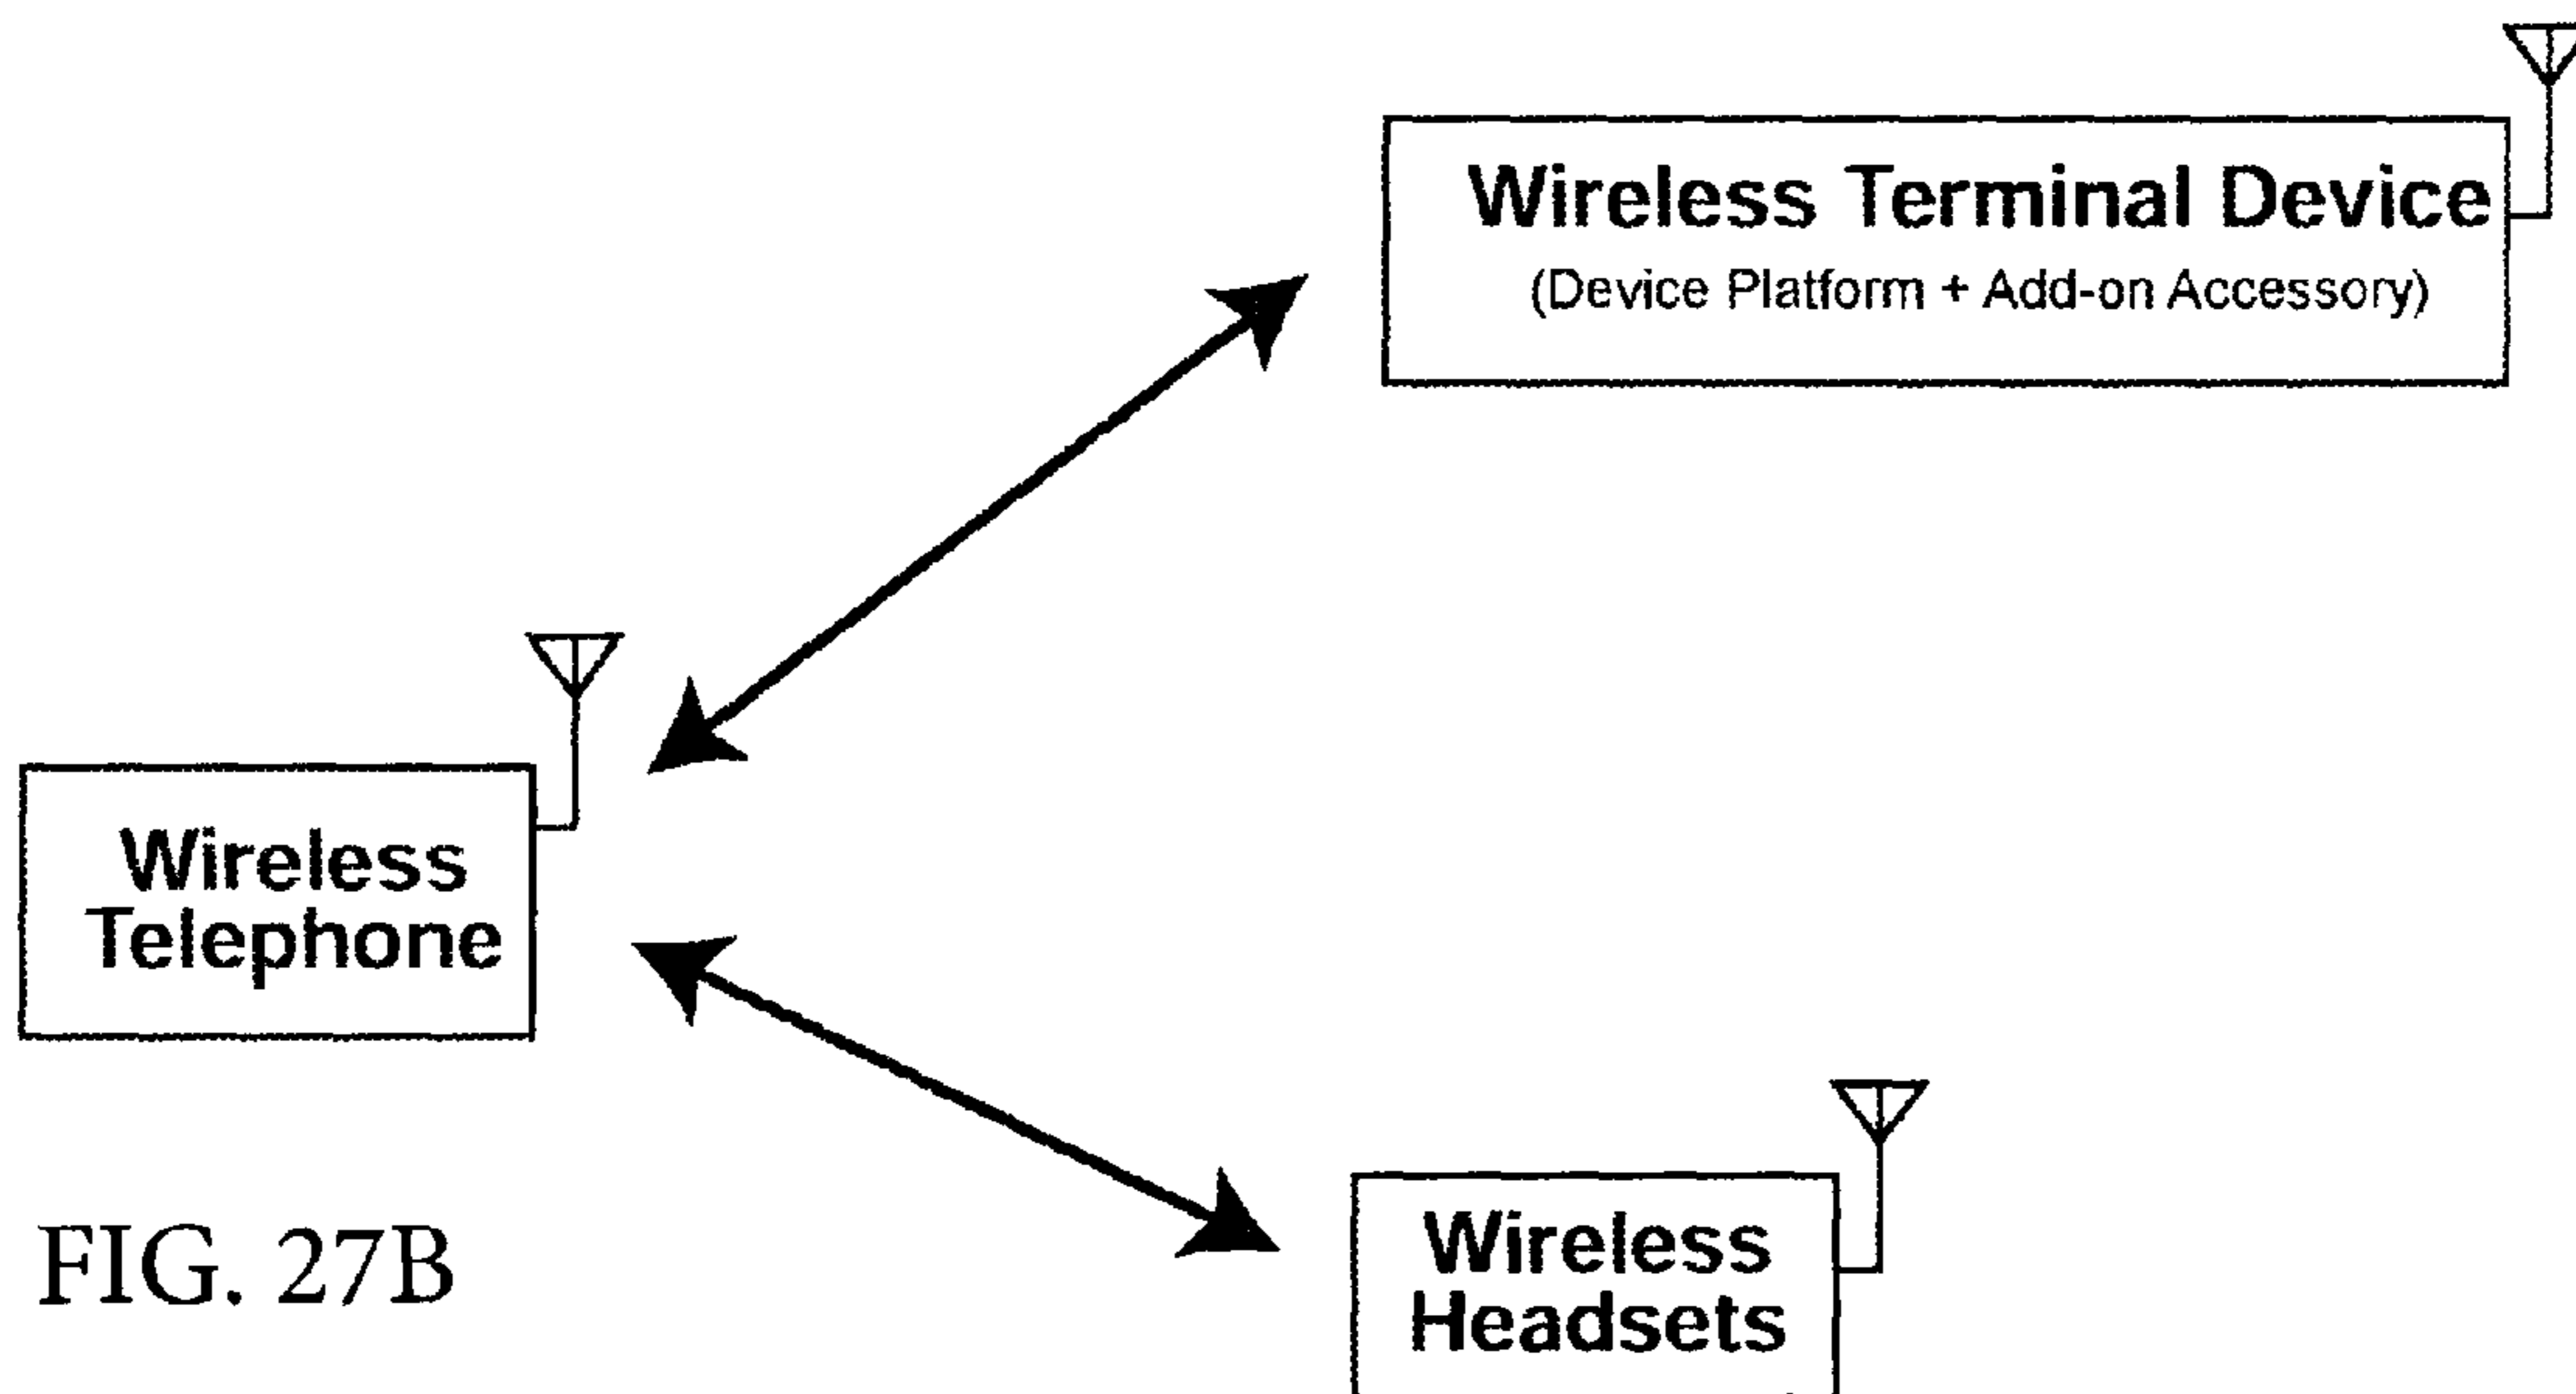 Wireless Terminal Device
(Device Platform + Add-on Accessory)
Wireless
Telephone
FIG. 27B
Wireless
Headsets